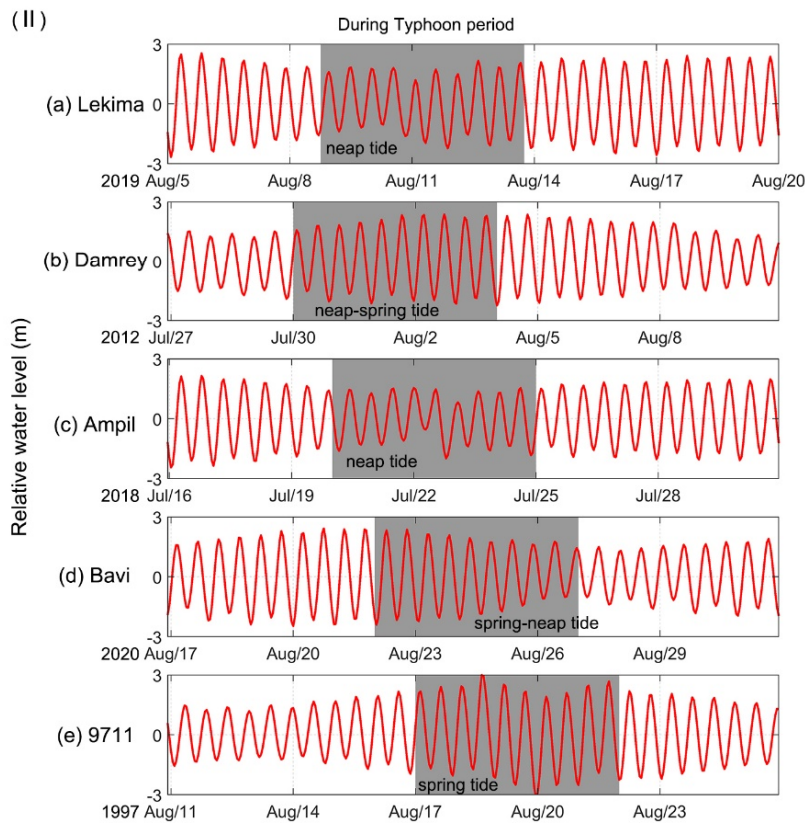 (II)
During Typhoon period
Relative water level (m)
3
(a) Lekima
0
neap tide
-3
2019 Aug/5 Aug/8 Aug/11 Aug/14 Aug/17 Aug/20
3
(b) Damrey
0
neap-spring tide
-3
2012 Jul/27 Jul/30 Aug/2 Aug/5 Aug/8
3
(c) Ampil
0
neap tide
-3
2018 Jul/16 Jul/19 Jul/22 Jul/25 Jul/28
3
(d) Bavi
0
spring-neap tide
-3
2020 Aug/17 Aug/20 Aug/23 Aug/26 Aug/29
3
(e) 9711
0
spring tide
-3
1997 Aug/11 Aug/14 Aug/17 Aug/20 Aug/23